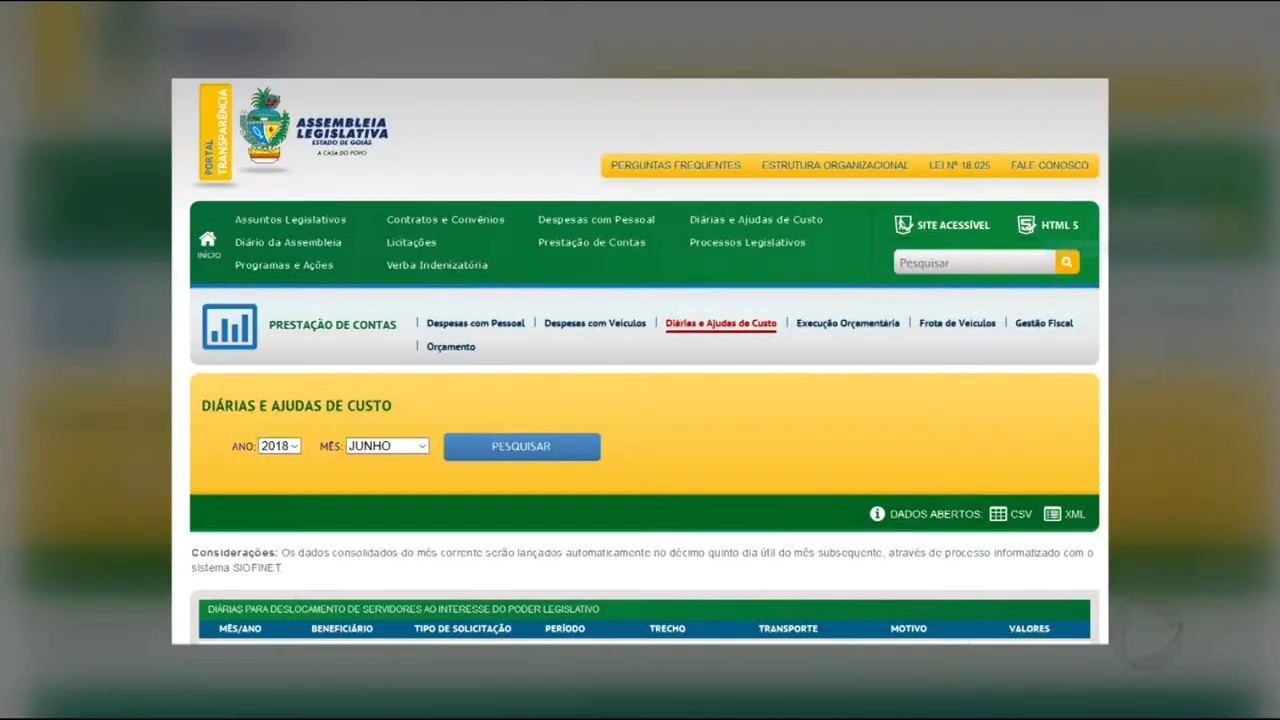 PORTAL
TRANSPARÊNCIA
ASSEMBLEIA
LEGISLATIVA
ESTADO DE GOIÁS
A CASA DO POVO
PERGUNTAS FREQUENTES ESTRUTURA ORGANIZACIONAL LEI Nº 18.025 FALE CONOSCO
INÍCIO
Assuntos Legislativos Contratos e Convênios Despesas com Pessoal Diárias e Ajudas de Custo
Diário da Assembleia Licitações Prestação de Contas Processos Legislativos
Programas e Ações Verba Indenizatória
SITE ACESSÍVEL HTML 5
Pesquisar
PRESTAÇÃO DE CONTAS | Despesas com Pessoal | Despesas com Veículos | Diárias e Ajudas de Custo | Execução Orçamentária | Frota de Veículos | Gestão Fiscal
| Orçamento
DIÁRIAS E AJUDAS DE CUSTO
ANO: 2018 MÊS: JUNHO PESQUISAR
DADOS ABERTOS: CSV XML
Considerações: Os dados consolidados do mês corrente serão lançados automaticamente no décimo quinto dia útil do mês subsequente, através de processo informatizado com o
sistema SIOFINET.
DIÁRIAS PARA DESLOCAMENTO DE SERVIDORES AO INTERESSE DO PODER LEGISLATIVO
MÊS/ANO BENEFICIÁRIO TIPO DE SOLICITAÇÃO PERÍODO TRECHO TRANSPORTE MOTIVO VALORES